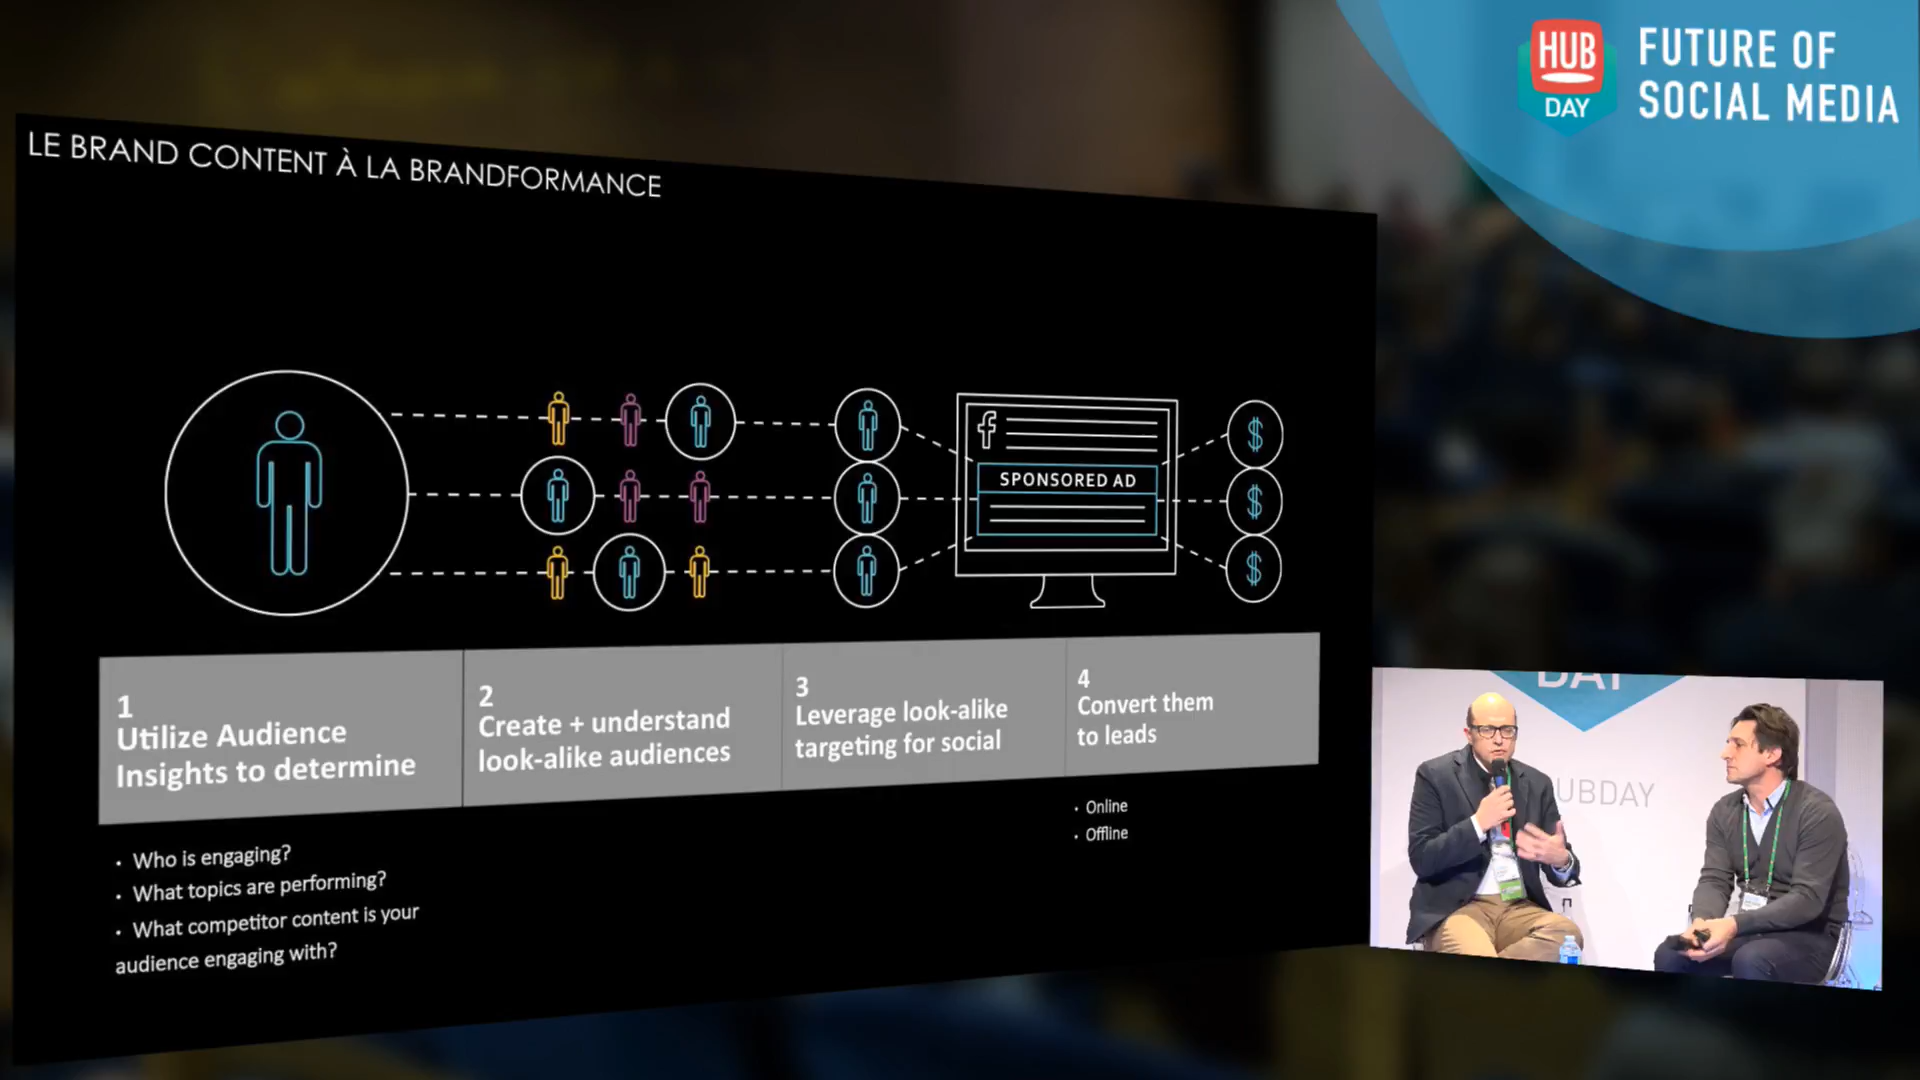 HUB
DAY
FUTURE OF
SOCIAL MEDIA
LE BRAND CONTENT À LA BRANDFORMANCE
SPONSORED AD
$
$
$
1
Utilize Audience
Insights to determine
2
Create + understand
look-alike audiences
3
Leverage look-alike
targeting for social
4
Convert them
to leads
• Who is engaging?
• What topics are performing?
• What competitor content is your
audience engaging with?
• Online
• Offline
DAY
UBDAY